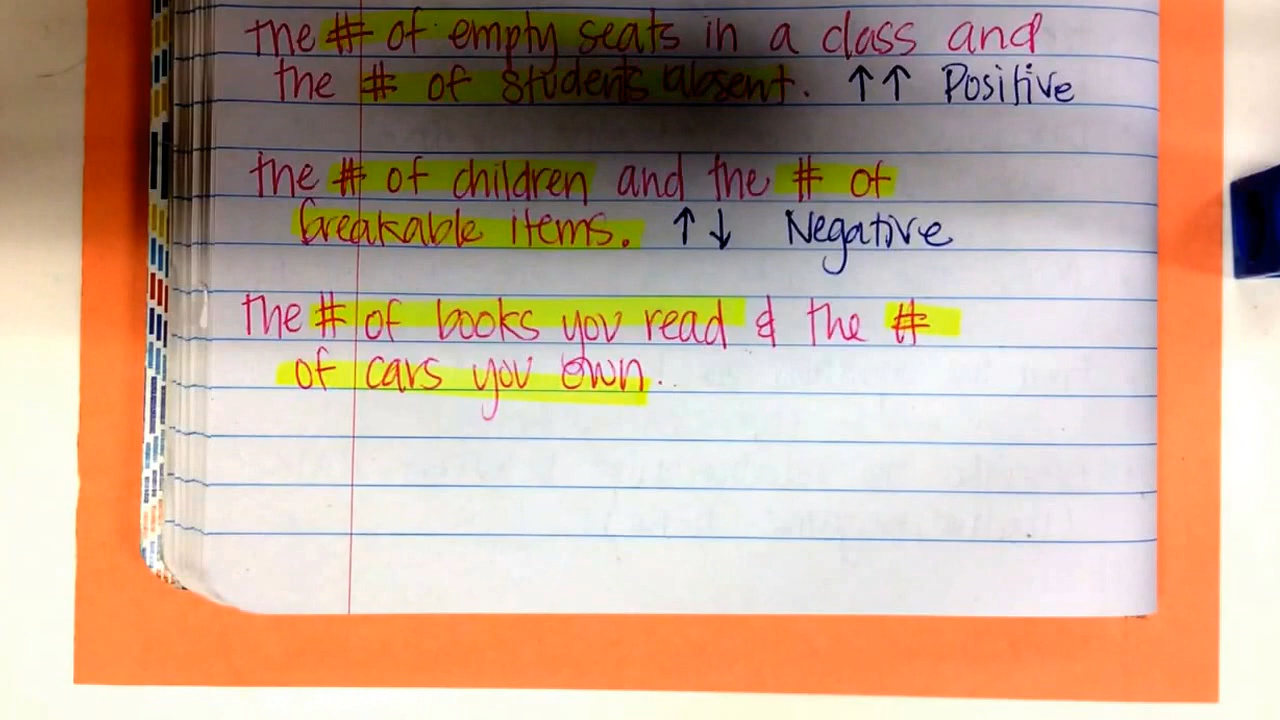 the # of empty seats in a class and
the # of students absent. ↑↑ Positive
the # of children and the # of
breakable items. ↑↓ Negative
the # of books you read & the #
of cars you own.